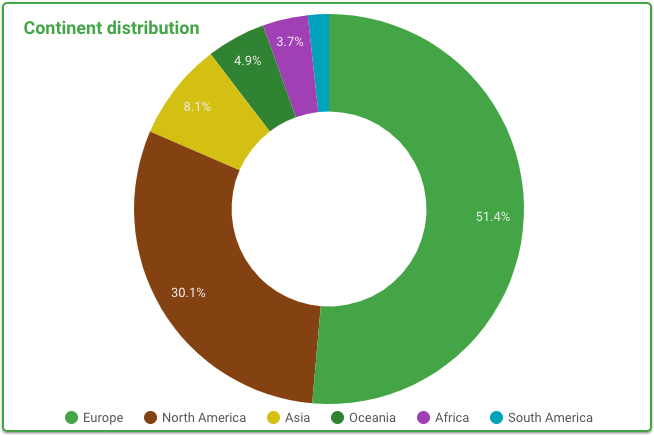 Continent distribution
3.7%
4.9%
8.1%
51.4%
30.1%
Europe North America Asia Oceania Africa South America